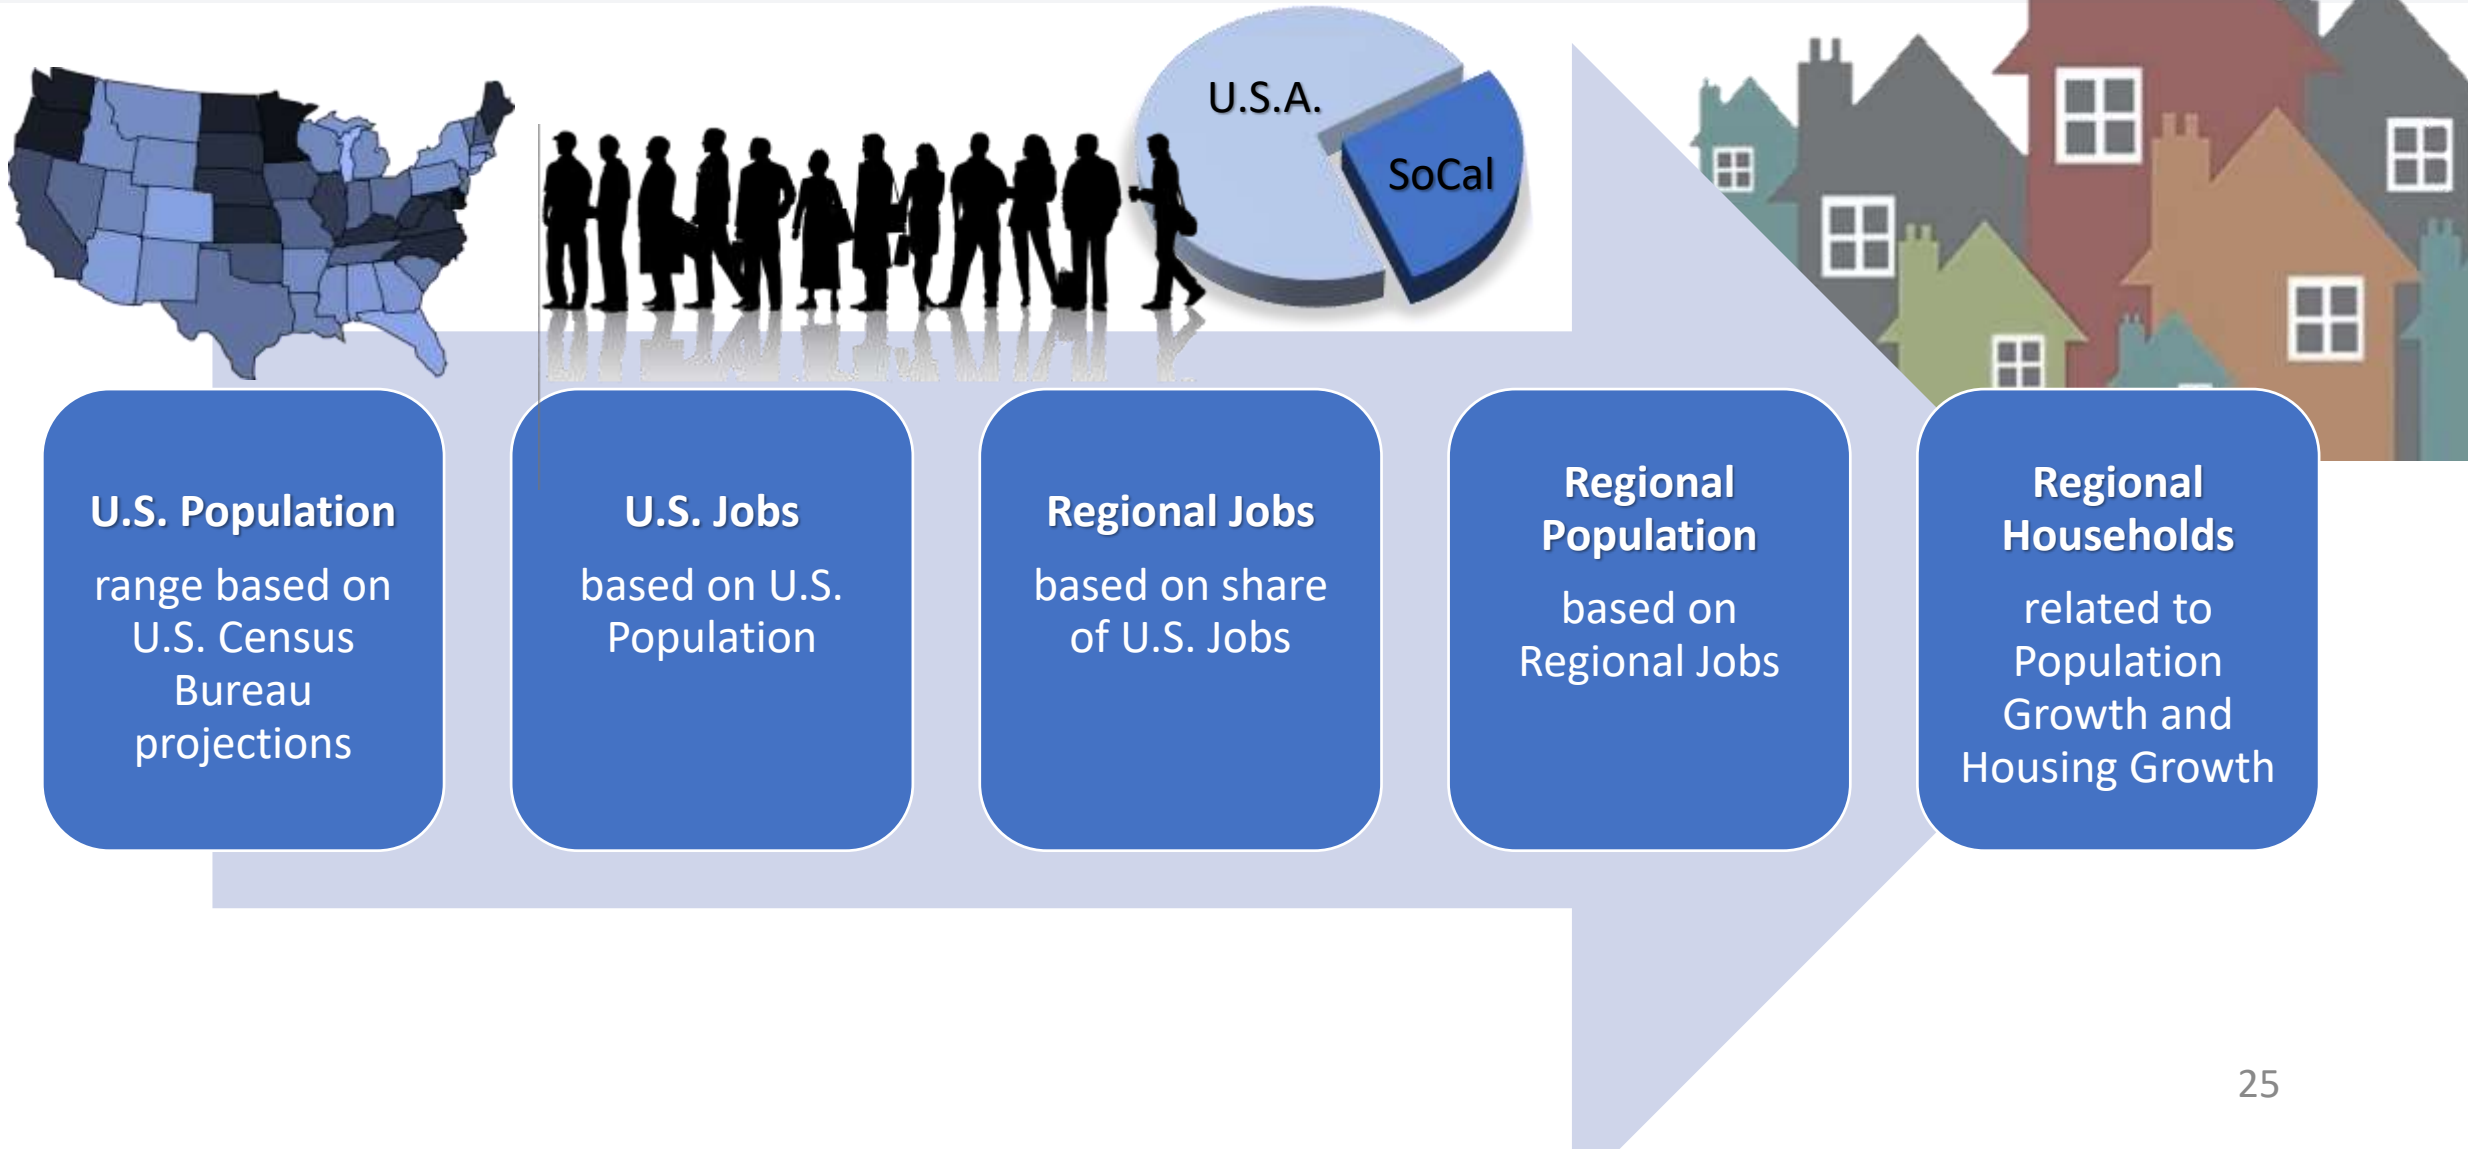 U.S.A.
SoCal
U.S. Population
range based on
U.S. Census
Bureau
projections
U.S. Jobs
based on U.S.
Population
Regional Jobs
based on share
of U.S. Jobs
Regional
Population
based on
Regional Jobs
Regional
Households
related to
Population
Growth and
Housing Growth
25